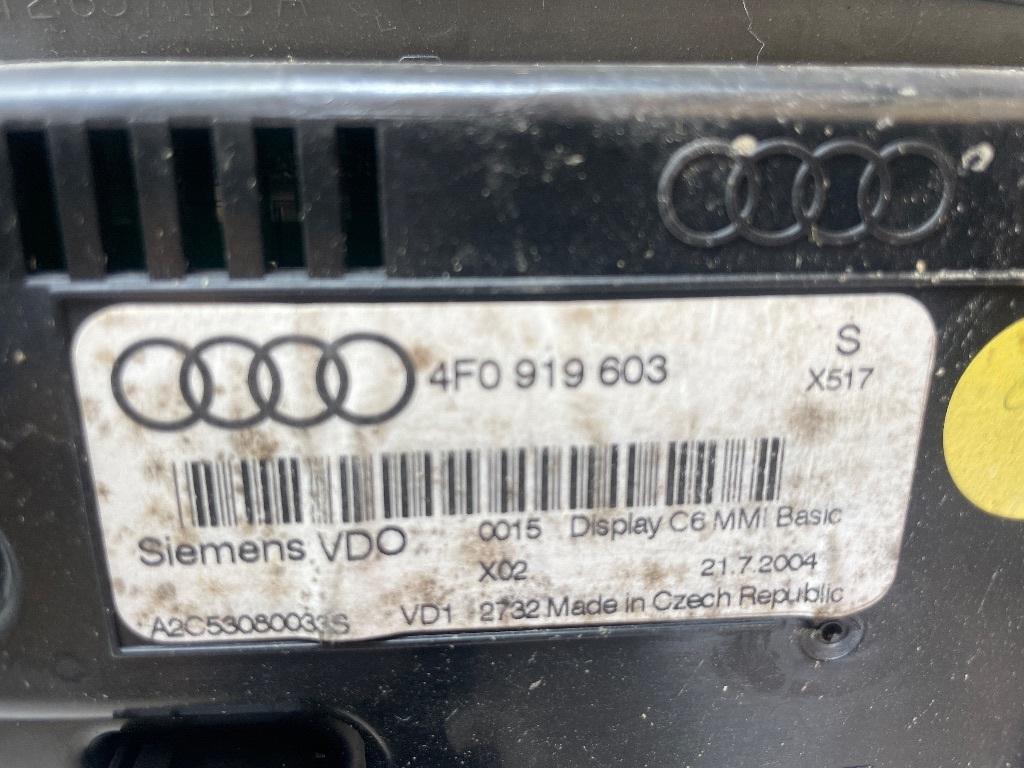 4F0 919 603
S
X517
Siemens VDO
0015 Display C6 MMI Basic
X02 21.7.2004
A2C53080033S VD1 2732 Made in Czech Republic